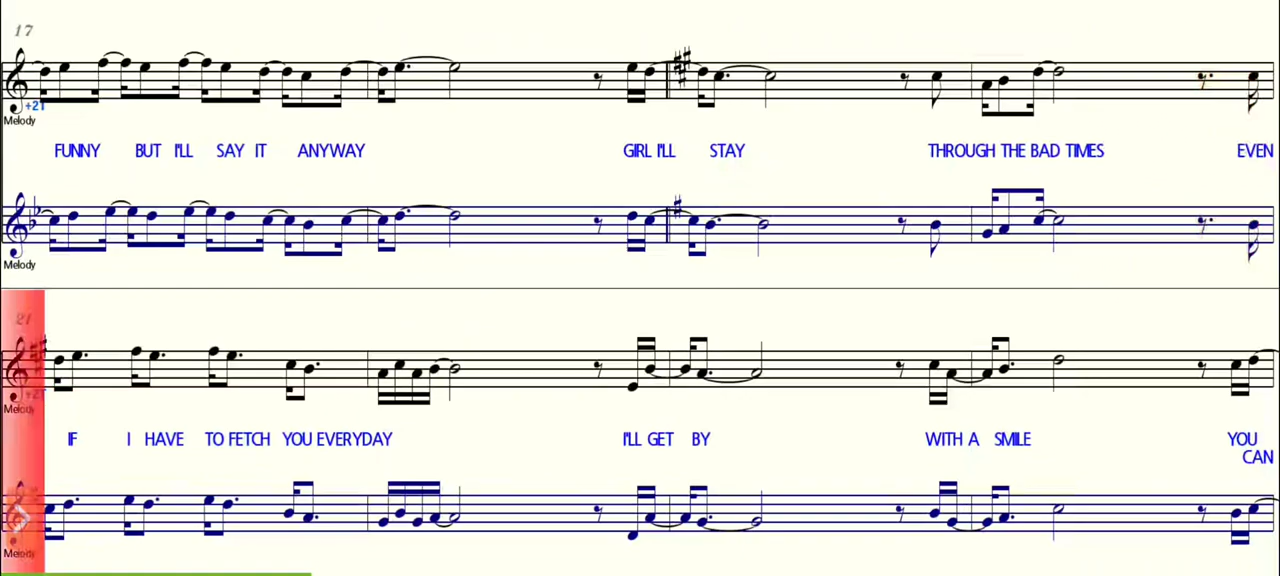 17
+21
Melody
FUNNY BUT I'LL SAY IT ANYWAY GIRL I'LL STAY THROUGH THE BAD TIMES EVEN
Melody
21
+21
Melody
IF I HAVE TO FETCH YOU EVERYDAY I'LL GET BY WITH A SMILE YOU
CAN
Melody